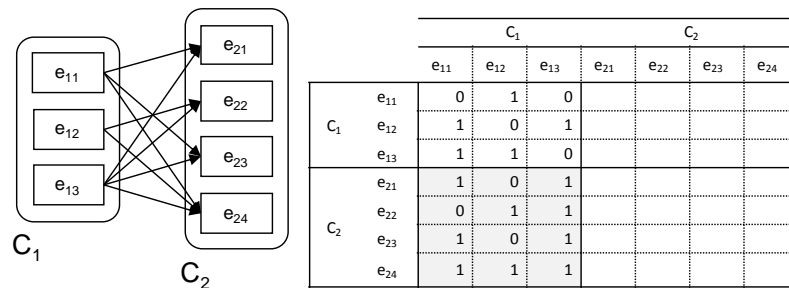 e11
e12
e13
C1
e21
e22
e23
e24
C2
C1 C2
e11 e12 e13 e21 e22 e23 e24
C1
e11 0 1 0
e12 1 0 1
e13 1 1 0
C2
e21 1 0 1
e22 0 1 1
e23 1 0 1
e24 1 1 1